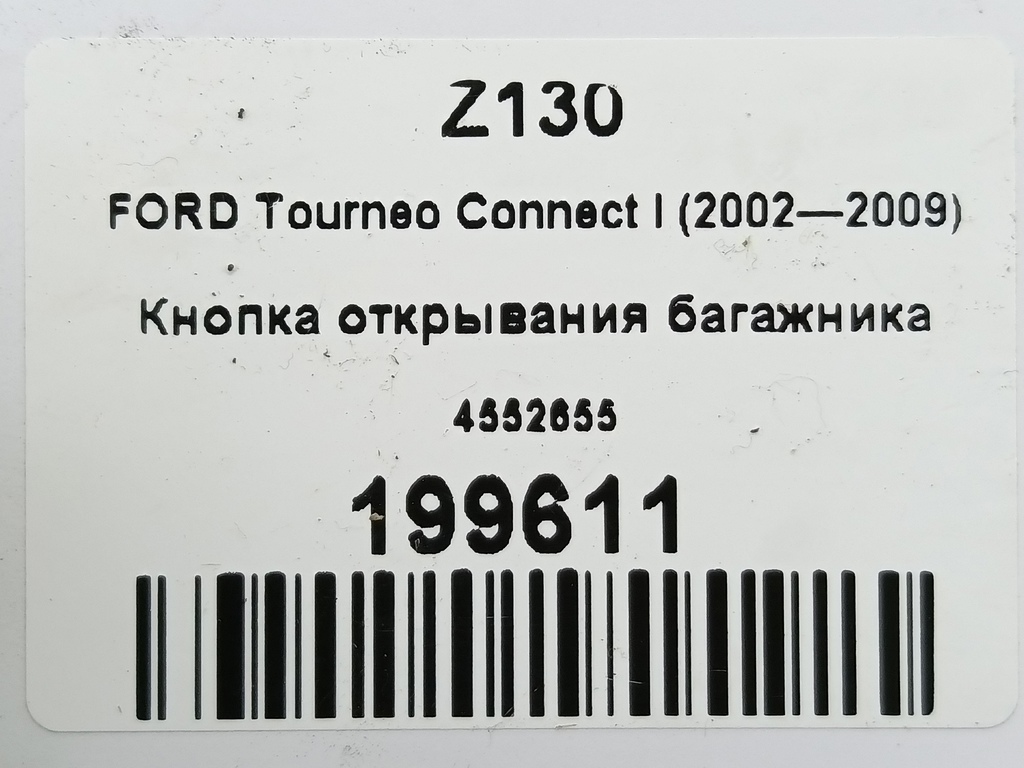 Z130
FORD Tourneo Connect I (2002—2009)
Кнопка открывания багажника
4552655
199611